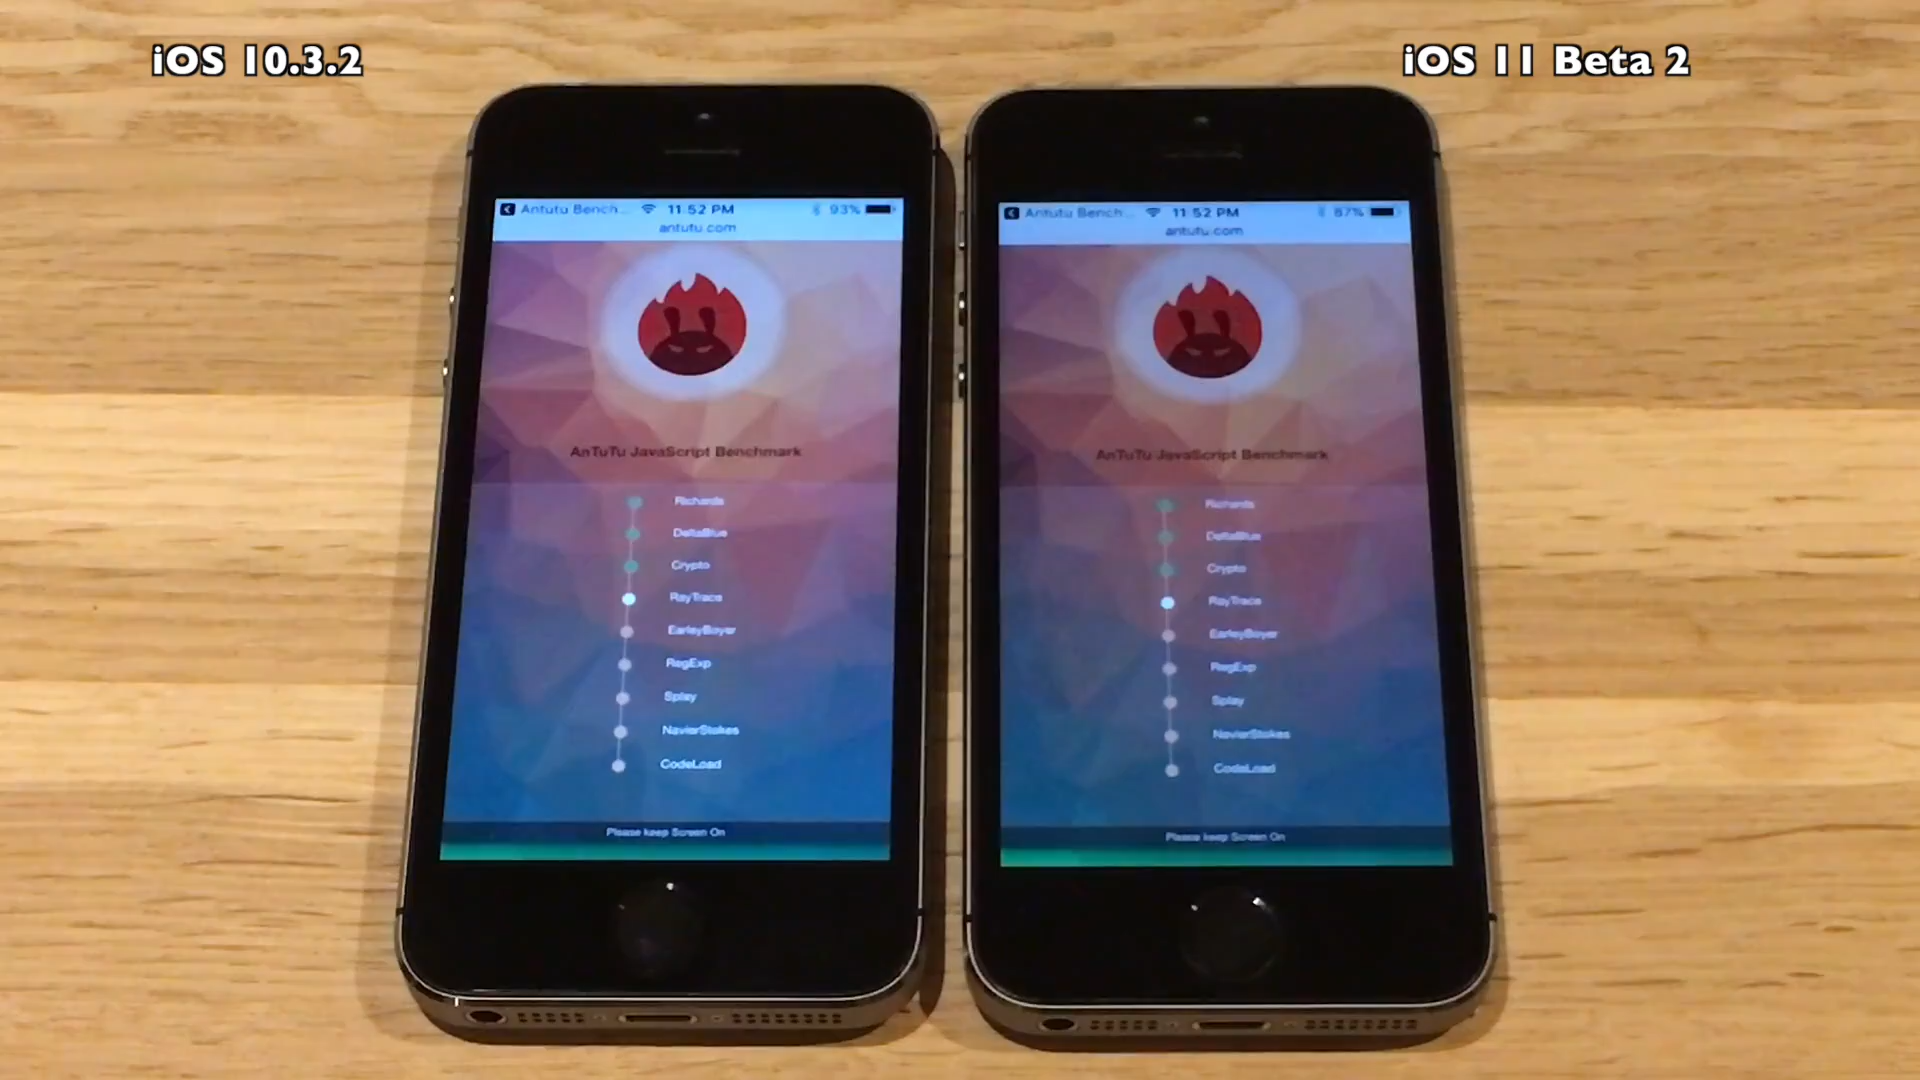 iOS 10.3.2
iOS 11 Beta 2
Antutu Bench... 11:52 PM 93%
antutu.com
AnTuTu JavaScript Benchmark
Richards
DeltaBlue
Crypto
RayTrace
EarleyBoyer
RegExp
Splay
NavierStokes
CodeLoad
Please keep Screen On
Antutu Bench... 11:52 PM 87%
antutu.com
AnTuTu JavaScript Benchmark
Richards
DeltaBlue
Crypto
RayTrace
EarleyBoyer
RegExp
Splay
NavierStokes
CodeLoad
Please keep Screen On